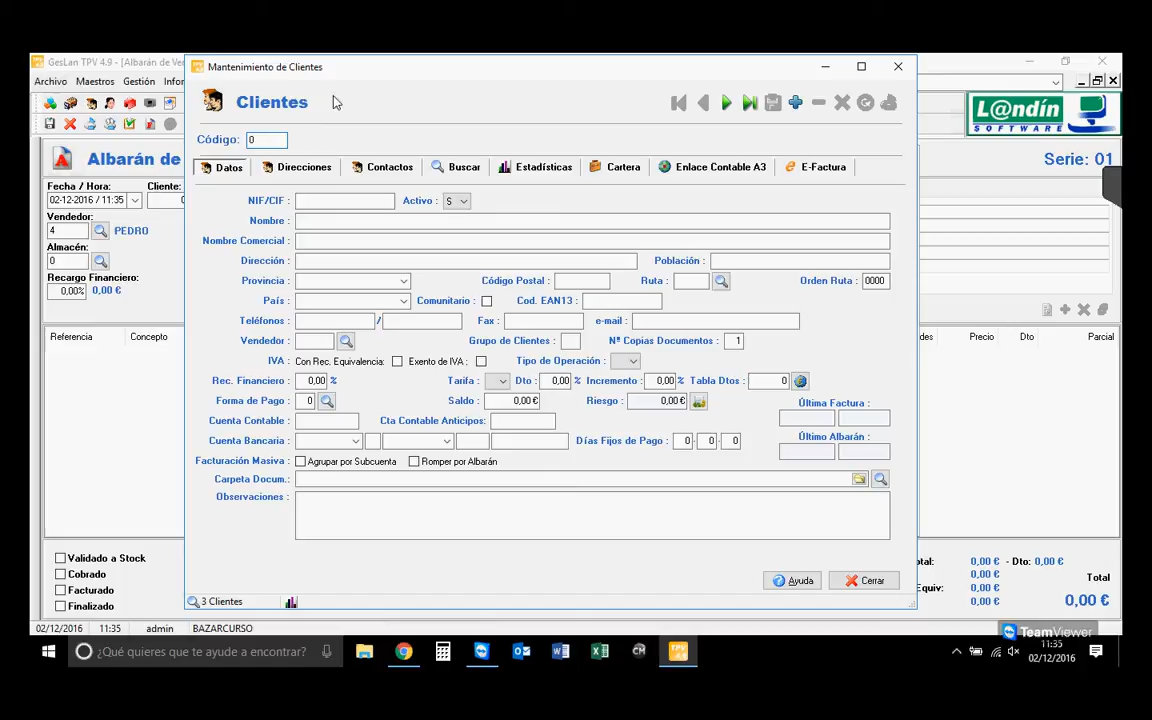 GesLan TPV 4.9 - [Albarán de Ve
Mantenimiento de Clientes
Archivo Maestros Gestión Infor
Clientes
L@ndín
SOFTWARE
Código: 0
Albarán de
Serie: 01
Datos Direcciones Contactos Buscar Estadísticas Cartera Enlace Contable A3 E-Factura
Fecha / Hora: Cliente:
02-12-2016 / 11:35
Vendedor:
4 PEDRO
Almacén:
0
Recargo Financiero:
0,00% 0,00 €
NIF/CIF : Activo : S
Nombre :
Nombre Comercial :
Dirección : Población :
Provincia : Código Postal : Ruta : Orden Ruta : 0000
País : Comunitario : Cod. EAN13 :
Teléfonos : / Fax : e-mail :
Vendedor : Grupo de Clientes : Nº Copias Documentos : 1
IVA : Con Rec. Equivalencia: Exento de IVA : Tipo de Operación :
Rec. Financiero : 0,00 % Tarifa : Dto : 0,00 % Incremento : 0,00 % Tabla Dtos : 0
Forma de Pago : 0 Saldo : 0,00 € Riesgo : 0,00 € Última Factura :
Cuenta Contable : Cta Contable Anticipos:
Cuenta Bancaria : Días Fijos de Pago : 0 - 0 - 0 Último Albarán :
Facturación Masiva : Agrupar por Subcuenta Romper por Albarán
Carpeta Docum.:
Observaciones :
Referencia Concepto
des Precio Dto Parcial
Ayuda Cerrar
3 Clientes
Validado a Stock
Cobrado
Facturado
Finalizado
otal: 0,00 € - Dto: 0,00 €
0,00 € Total
Equiv: 0,00 €
0,00 € 0,00 €
02/12/2016 11:35 admin BAZARCURSO
TeamViewer
¿Qué quieres que te ayude a encontrar?
TPV 4.9
11:35
02/12/2016